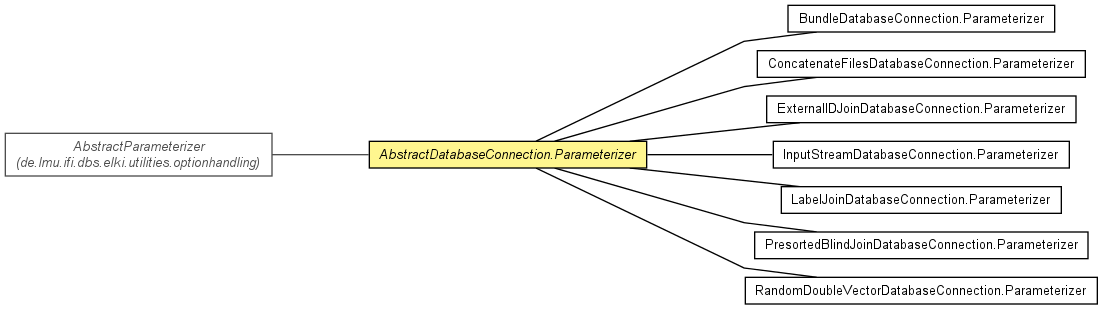 BundleDatabaseConnection.Parameterizer
ConcatenateFilesDatabaseConnection.Parameterizer
ExternalIDJoinDatabaseConnection.Parameterizer
AbstractParameterizer
(de.lmu.ifi.dbs.elki.utilities.optionhandling)
AbstractDatabaseConnection.Parameterizer
InputStreamDatabaseConnection.Parameterizer
LabelJoinDatabaseConnection.Parameterizer
PresortedBlindJoinDatabaseConnection.Parameterizer
RandomDoubleVectorDatabaseConnection.Parameterizer